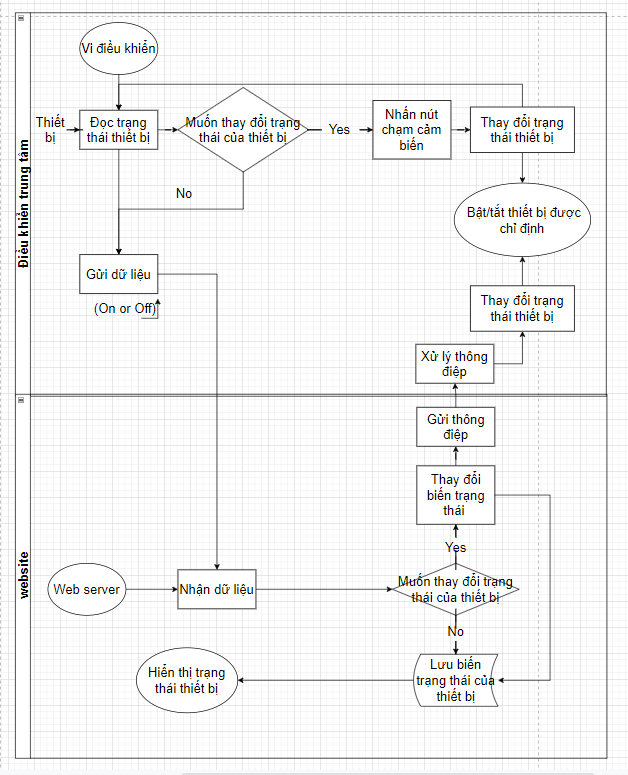 Vi điều khiển
Thiết
bị
Đọc trạng
thái thiết bị
Muốn thay đổi trạng
thái của thiết bị
Yes
Nhấn nút
chạm cảm
biến
Thay đổi trạng
thái thiết bị
No
Bật/tắt thiết bị được
chỉ định
Gửi dữ liệu
(On or Off)
Thay đổi trạng
thái thiết bị
Xử lý thông
điệp
Điều khiển trung tâm
Gửi thông
điệp
Thay đổi
biến trạng
thái
Yes
website
Web server
Nhận dữ liệu
Muốn thay đổi trạng
thái của thiết bị
No
Hiển thị trạng
thái thiết bị
Lưu biến
trạng thái của
thiết bị